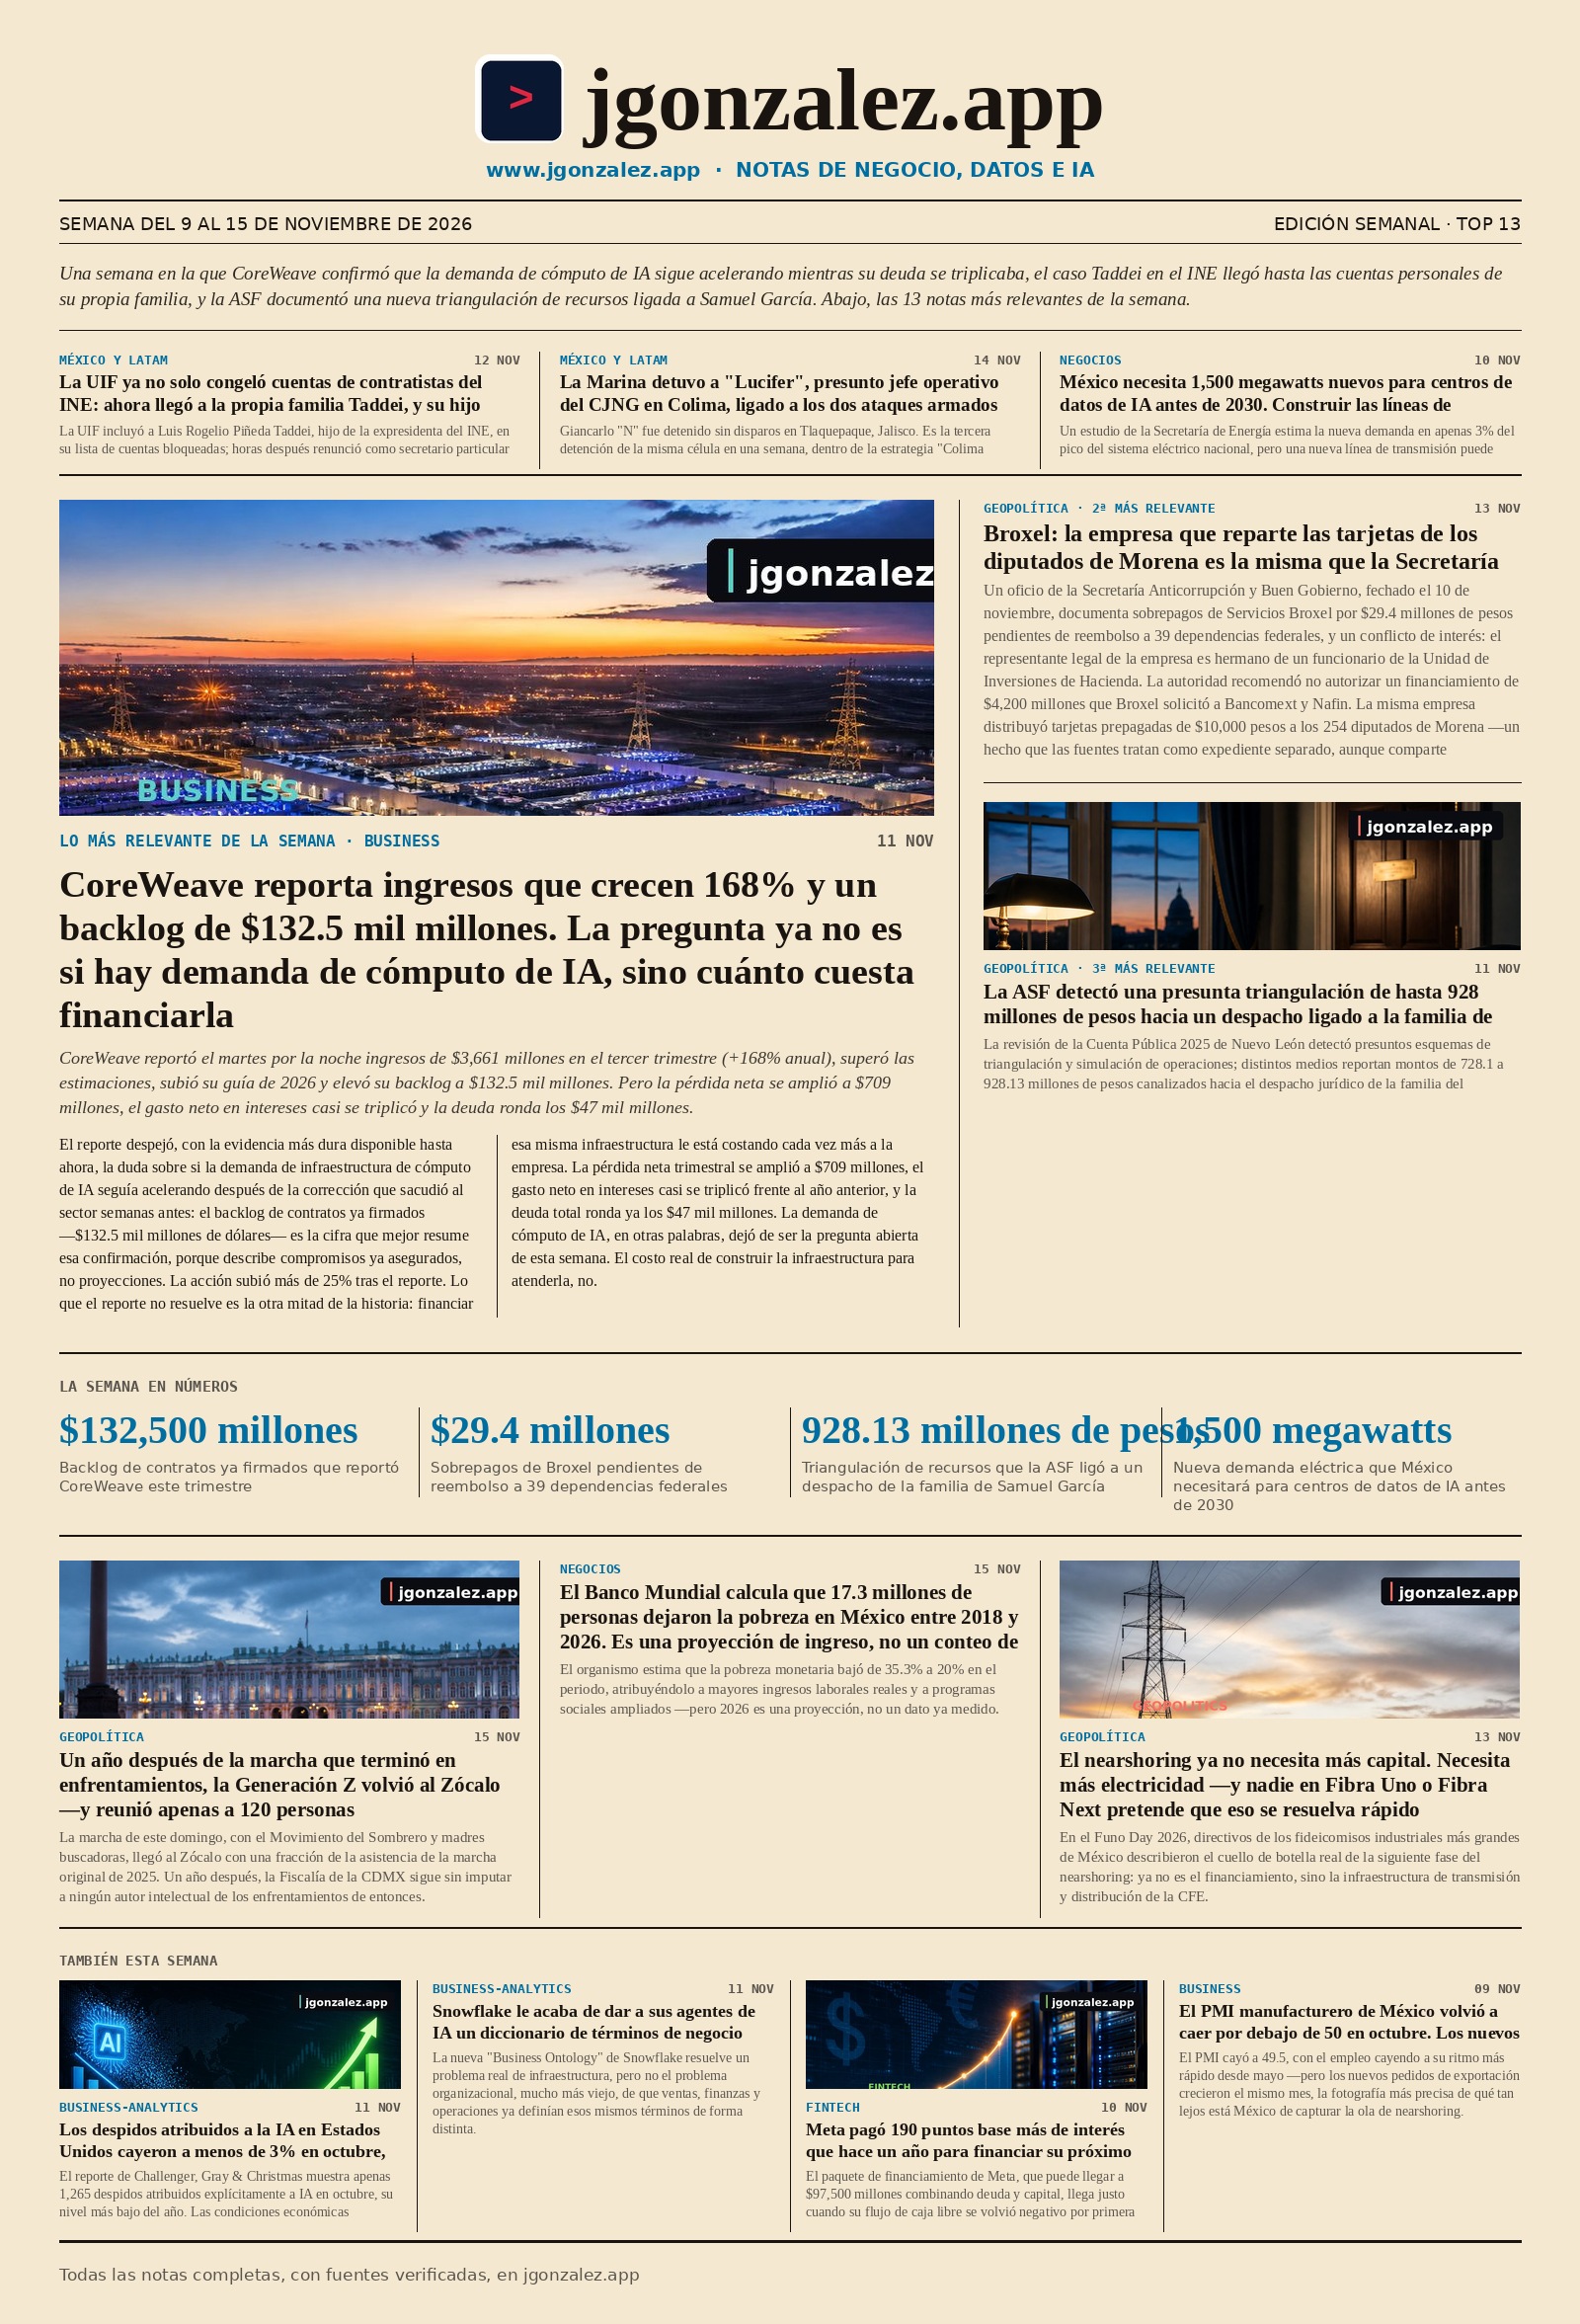 > jgonzalez.app
www.jgonzalez.app · NOTAS DE NEGOCIO, DATOS E IA
SEMANA DEL 9 AL 15 DE NOVIEMBRE DE 2026
EDICIÓN SEMANAL · TOP 13
Una semana en la que CoreWeave confirmó que la demanda de cómputo de IA sigue acelerando mientras su deuda se triplicaba, el caso Taddei en el INE llegó hasta las cuentas personales de
su propia familia, y la ASF documentó una nueva triangulación de recursos ligada a Samuel García. Abajo, las 13 notas más relevantes de la semana.
MÉXICO Y LATAM
12 NOV
La UIF ya no solo congeló cuentas de contratistas del
INE: ahora llegó a la propia familia Taddei, y su hijo
La UIF incluyó a Luis Rogelio Piñeda Taddei, hijo de la expresidenta del INE, en
su lista de cuentas bloqueadas; horas después renunció como secretario particular
MÉXICO Y LATAM
14 NOV
La Marina detuvo a "Lucifer", presunto jefe operativo
del CJNG en Colima, ligado a los dos ataques armados
Giancarlo "N" fue detenido sin disparos en Tlaquepaque, Jalisco. Es la tercera
detención de la misma célula en una semana, dentro de la estrategia "Colima
NEGOCIOS
10 NOV
México necesita 1,500 megawatts nuevos para centros de
datos de IA antes de 2030. Construir las líneas de
Un estudio de la Secretaría de Energía estima la nueva demanda en apenas 3% del
pico del sistema eléctrico nacional, pero una nueva línea de transmisión puede
jgonzalez
BUSINESS
LO MÁS RELEVANTE DE LA SEMANA · BUSINESS
11 NOV
CoreWeave reporta ingresos que crecen 168% y un
backlog de $132.5 mil millones. La pregunta ya no es
si hay demanda de cómputo de IA, sino cuánto cuesta
financiarla
CoreWeave reportó el martes por la noche ingresos de $3,661 millones en el tercer trimestre (+168% anual), superó las
estimaciones, subió su guía de 2026 y elevó su backlog a $132.5 mil millones. Pero la pérdida neta se amplió a $709
millones, el gasto neto en intereses casi se triplicó y la deuda ronda los $47 mil millones.
El reporte despejó, con la evidencia más dura disponible hasta
ahora, la duda sobre si la demanda de infraestructura de cómputo
de IA seguía acelerando después de la corrección que sacudió al
sector semanas antes: el backlog de contratos ya firmados
—$132.5 mil millones de dólares— es la cifra que mejor resume
esa confirmación, porque describe compromisos ya asegurados,
no proyecciones. La acción subió más de 25% tras el reporte. Lo
que el reporte no resuelve es la otra mitad de la historia: financiar
esa misma infraestructura le está costando cada vez más a la
empresa. La pérdida neta trimestral se amplió a $709 millones, el
gasto neto en intereses casi se triplicó frente al año anterior, y la
deuda total ronda ya los $47 mil millones. La demanda de
cómputo de IA, en otras palabras, dejó de ser la pregunta abierta
de esta semana. El costo real de construir la infraestructura para
atenderla, no.
GEOPOLÍTICA · 2ª MÁS RELEVANTE
13 NOV
Broxel: la empresa que reparte las tarjetas de los
diputados de Morena es la misma que la Secretaría
Un oficio de la Secretaría Anticorrupción y Buen Gobierno, fechado el 10 de
noviembre, documenta sobrepagos de Servicios Broxel por $29.4 millones de pesos
pendientes de reembolso a 39 dependencias federales, y un conflicto de interés: el
representante legal de la empresa es hermano de un funcionario de la Unidad de
Inversiones de Hacienda. La autoridad recomendó no autorizar un financiamiento de
$4,200 millones que Broxel solicitó a Bancomext y Nafin. La misma empresa
distribuyó tarjetas prepagadas de $10,000 pesos a los 254 diputados de Morena —un
hecho que las fuentes tratan como expediente separado, aunque comparte
jgonzalez.app
GEOPOLÍTICA · 3ª MÁS RELEVANTE
11 NOV
La ASF detectó una presunta triangulación de hasta 928
millones de pesos hacia un despacho ligado a la familia de
La revisión de la Cuenta Pública 2025 de Nuevo León detectó presuntos esquemas de
triangulación y simulación de operaciones; distintos medios reportan montos de 728.1 a
928.13 millones de pesos canalizados hacia el despacho jurídico de la familia del
LA SEMANA EN NÚMEROS
$132,500 millones
Backlog de contratos ya firmados que reportó
CoreWeave este trimestre
$29.4 millones
Sobrepagos de Broxel pendientes de
reembolso a 39 dependencias federales
928.13 millones de pesos
Triangulación de recursos que la ASF ligó a un
despacho de la familia de Samuel García
1,500 megawatts
Nueva demanda eléctrica que México
necesitará para centros de datos de IA antes
de 2030
jgonzalez.app
GEOPOLÍTICA
15 NOV
Un año después de la marcha que terminó en
enfrentamientos, la Generación Z volvió al Zócalo
—y reunió apenas a 120 personas
La marcha de este domingo, con el Movimiento del Sombrero y madres
buscadoras, llegó al Zócalo con una fracción de la asistencia de la marcha
original de 2025. Un año después, la Fiscalía de la CDMX sigue sin imputar
a ningún autor intelectual de los enfrentamientos de entonces.
NEGOCIOS
15 NOV
El Banco Mundial calcula que 17.3 millones de
personas dejaron la pobreza en México entre 2018 y
2026. Es una proyección de ingreso, no un conteo de
El organismo estima que la pobreza monetaria bajó de 35.3% a 20% en el
periodo, atribuyéndolo a mayores ingresos laborales reales y a programas
sociales ampliados —pero 2026 es una proyección, no un dato ya medido.
jgonzalez.app
GEOPOLITICS
GEOPOLÍTICA
13 NOV
El nearshoring ya no necesita más capital. Necesita
más electricidad —y nadie en Fibra Uno o Fibra
Next pretende que eso se resuelva rápido
En el Funo Day 2026, directivos de los fideicomisos industriales más grandes
de México describieron el cuello de botella real de la siguiente fase del
nearshoring: ya no es el financiamiento, sino la infraestructura de transmisión
y distribución de la CFE.
TAMBIÉN ESTA SEMANA
AI
jgonzalez.app
BUSINESS-ANALYTICS
11 NOV
Los despidos atribuidos a la IA en Estados
Unidos cayeron a menos de 3% en octubre,
El reporte de Challenger, Gray & Christmas muestra apenas
1,265 despidos atribuidos explícitamente a IA en octubre, su
nivel más bajo del año. Las condiciones económicas
BUSINESS-ANALYTICS
11 NOV
Snowflake le acaba de dar a sus agentes de
IA un diccionario de términos de negocio
La nueva "Business Ontology" de Snowflake resuelve un
problema real de infraestructura, pero no el problema
organizacional, mucho más viejo, de que ventas, finanzas y
operaciones ya definían esos mismos términos de forma
distinta.
$ €
jgonzalez.app
FINTECH
FINTECH
10 NOV
Meta pagó 190 puntos base más de interés
que hace un año para financiar su próximo
El paquete de financiamiento de Meta, que puede llegar a
$97,500 millones combinando deuda y capital, llega justo
cuando su flujo de caja libre se volvió negativo por primera
BUSINESS
09 NOV
El PMI manufacturero de México volvió a
caer por debajo de 50 en octubre. Los nuevos
El PMI cayó a 49.5, con el empleo cayendo a su ritmo más
rápido desde mayo —pero los nuevos pedidos de exportación
crecieron el mismo mes, la fotografía más precisa de qué tan
lejos está México de capturar la ola de nearshoring.
Todas las notas completas, con fuentes verificadas, en jgonzalez.app